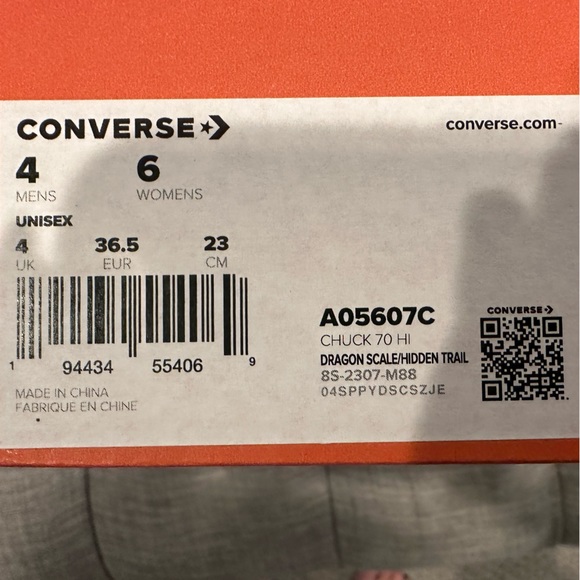 CONVERSE
converse.com
4 6
MENS WOMENS
UNISEX
4 36.5 23
UK EUR CM
1 94434 55406 9
MADE IN CHINA
FABRIQUE EN CHINE
A05607C
CHUCK 70 HI
DRAGON SCALE/HIDDEN TRAIL
8S-2307-M88
04SPPYDSCSZJE
CONVERSE